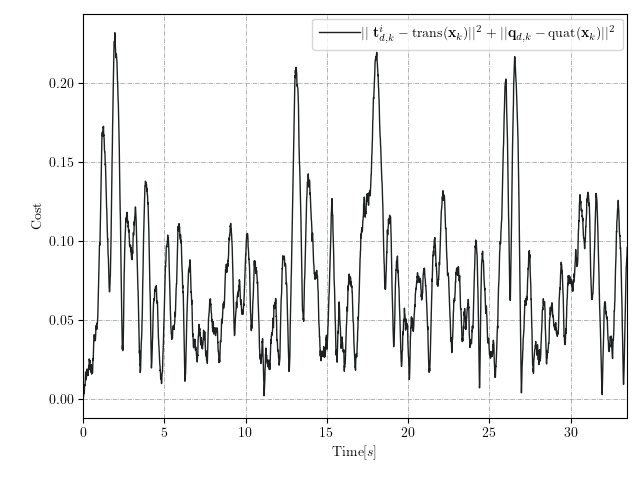 || t^i_{d,k} − trans(x_k)||² + ||q_{d,k} − quat(x_k)||²
0.20
0.15
0.10
0.05
0.00
Cost
0 5 10 15 20 25 30
Time[s]